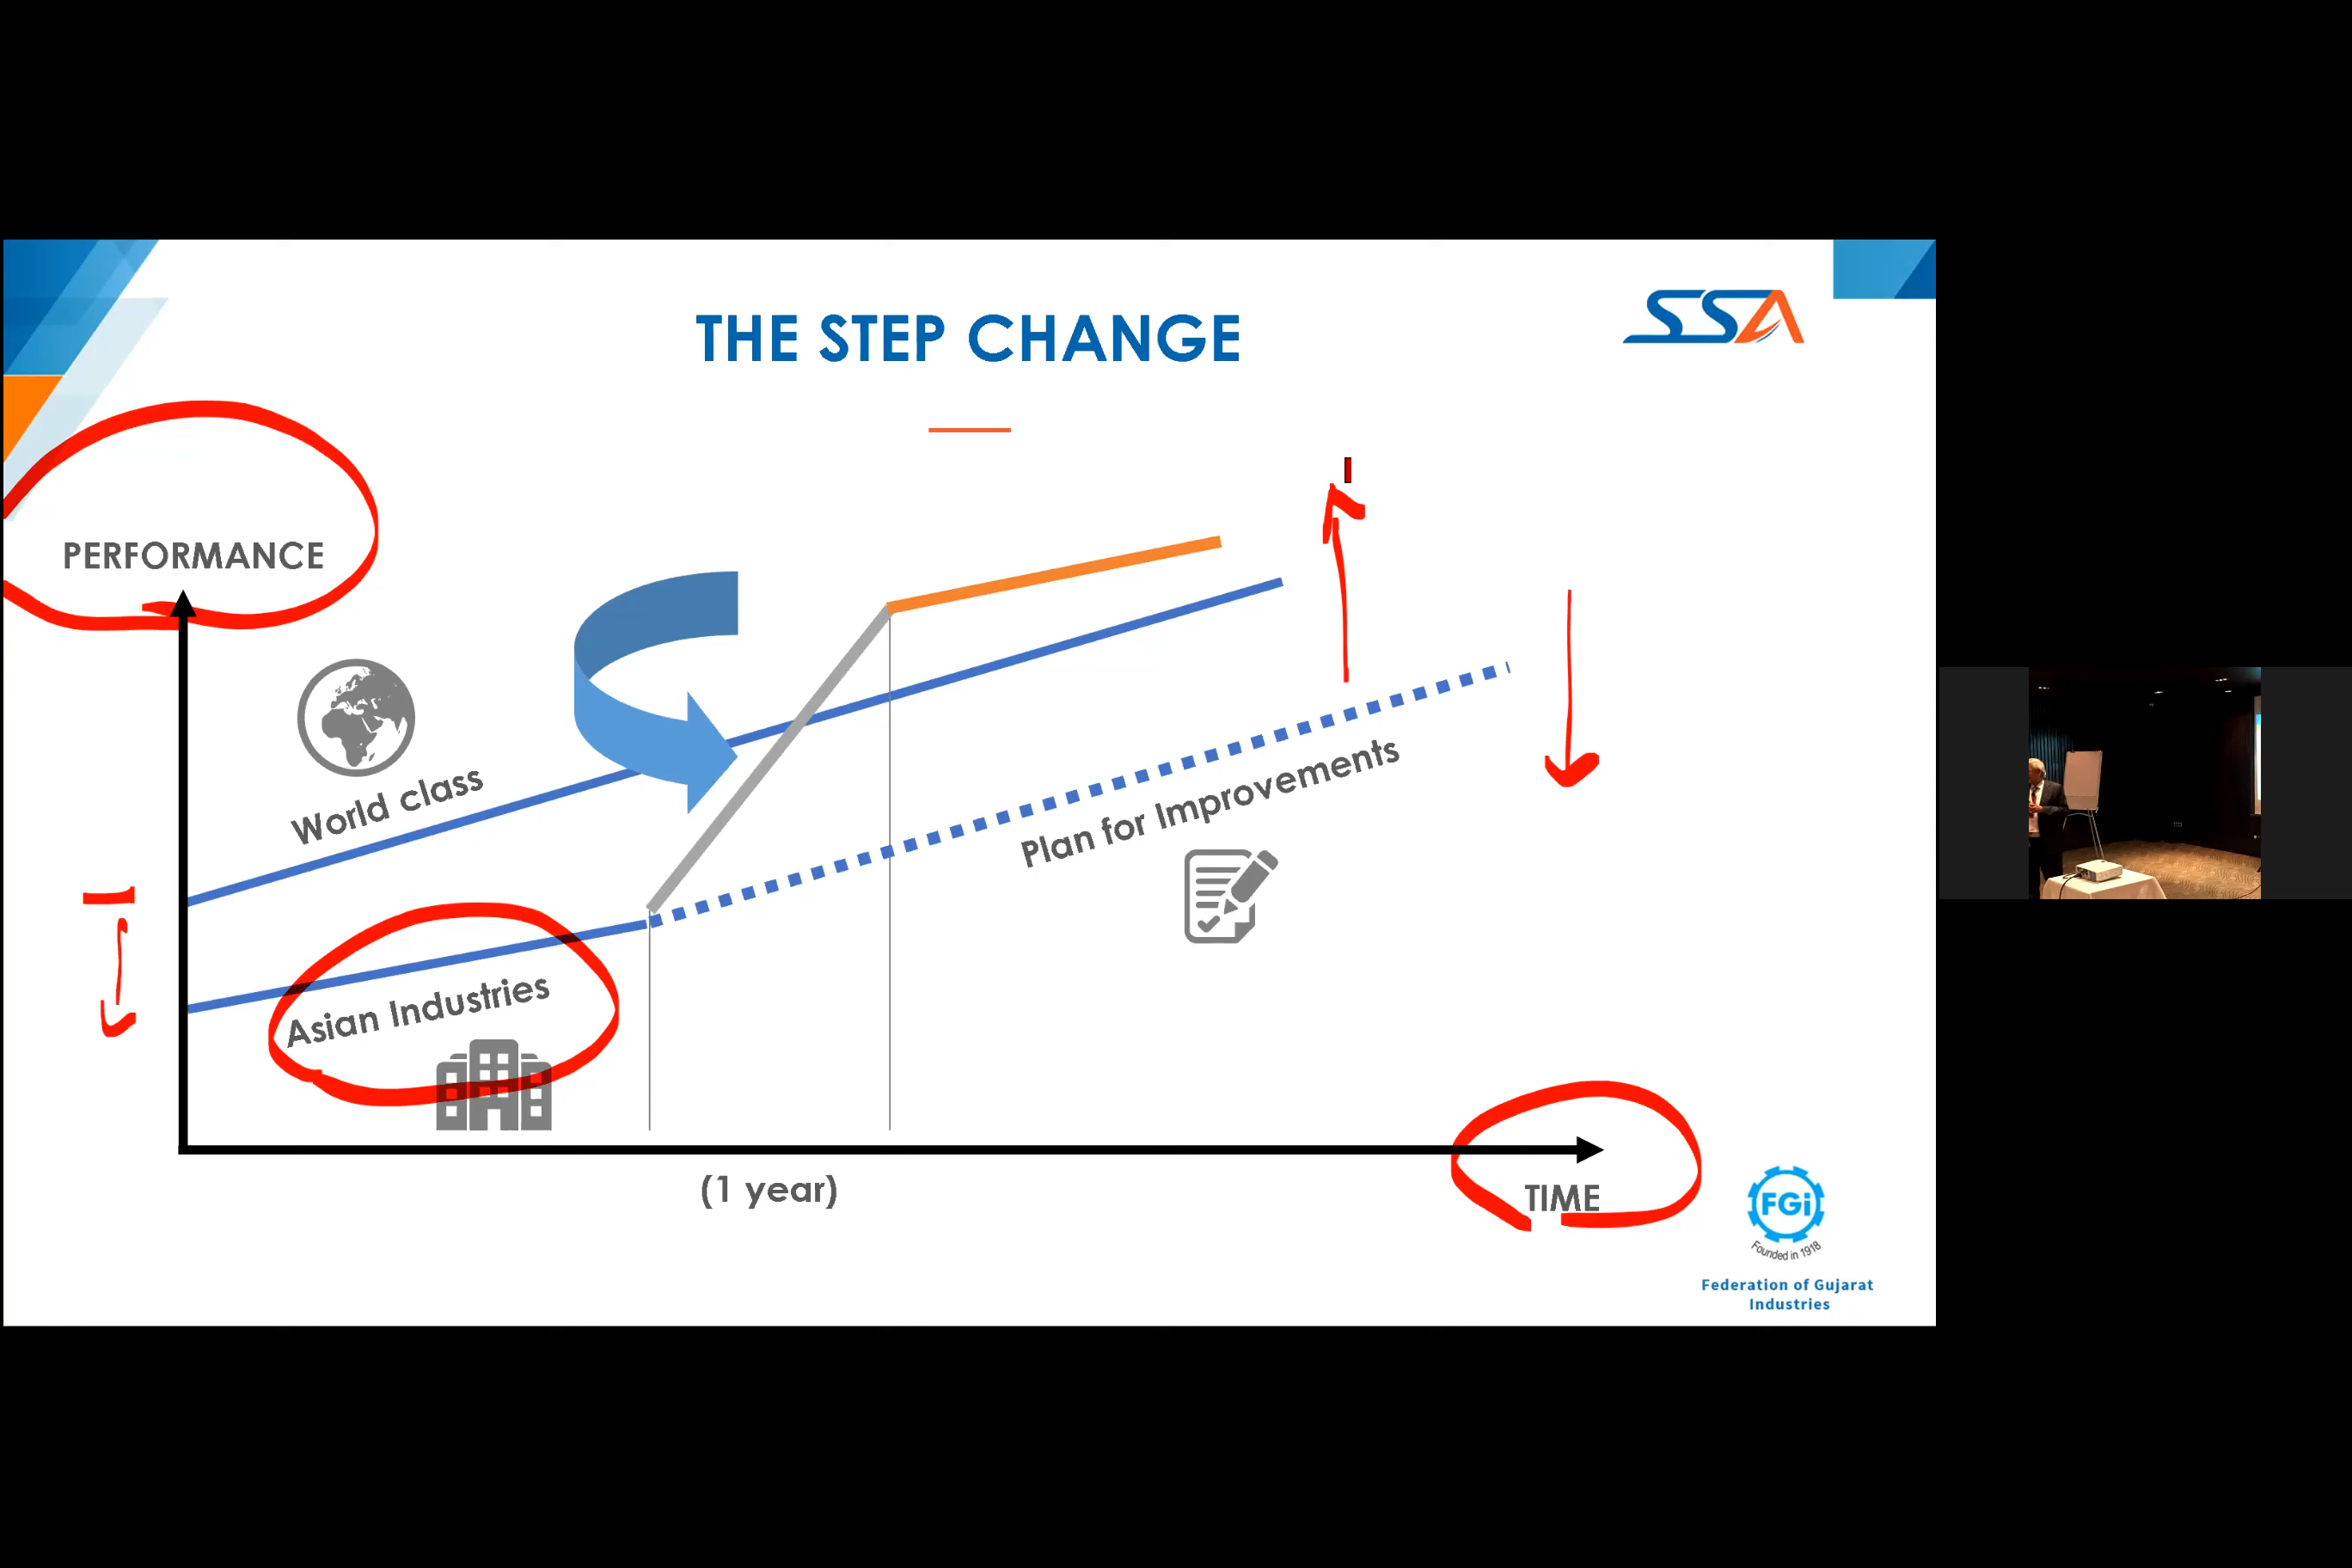 THE STEP CHANGE
SSA
PERFORMANCE
World class
Plan for Improvements
Asian Industries
(1 year)
TIME
FGi
Founded in 1918
Federation of Gujarat
Industries